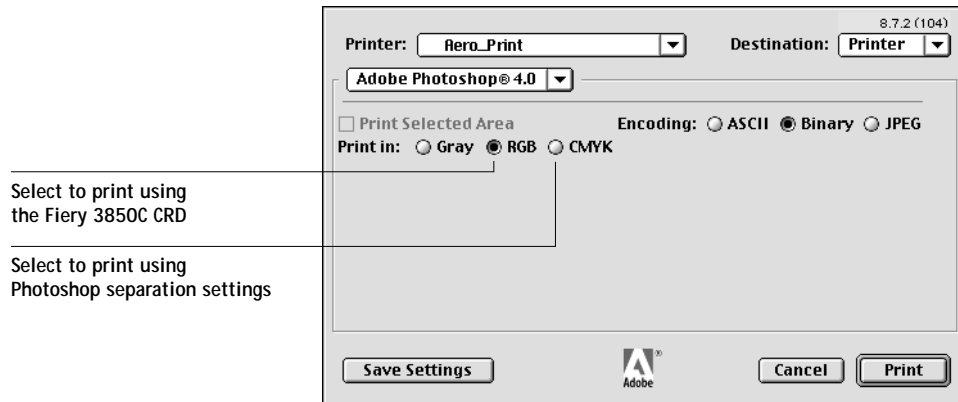 8.7.2 (104)
Printer: Aero_Print Destination: Printer
Adobe Photoshop® 4.0
Print Selected Area Encoding: ASCII Binary JPEG
Print in: Gray RGB CMYK
Select to print using
the Fiery 3850C CRD
Select to print using
Photoshop separation settings
Save Settings Adobe ® Cancel Print